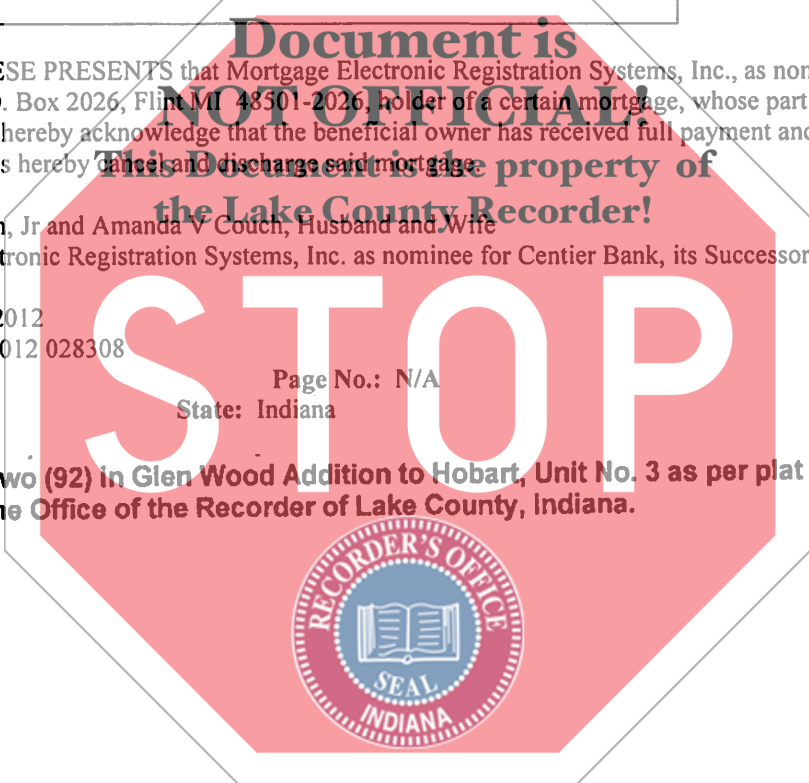 Document is
ESE PRESENTS that Mortgage Electronic Registration Systems, Inc., as non
. Box 2026, Flint MI 48501-2026, holder of a certain mortgage, whose part
NOT OFFICIAL!
hereby acknowledge that the beneficial owner has received full payment and
s hereby cancel and discharge said mortgage.
This Document is the property of
the Lake County Recorder!
, Jr and Amanda V Couch, Husband and Wife
tronic Registration Systems, Inc. as nominee for Centier Bank, its Successor
2012
012 028308
STOP
Page No.: N/A
State: Indiana
wo (92) in Glen Wood Addition to Hobart, Unit No. 3 as per plat
e Office of the Recorder of Lake County, Indiana.
RECORDER'S OFFICE
SEAL
INDIANA